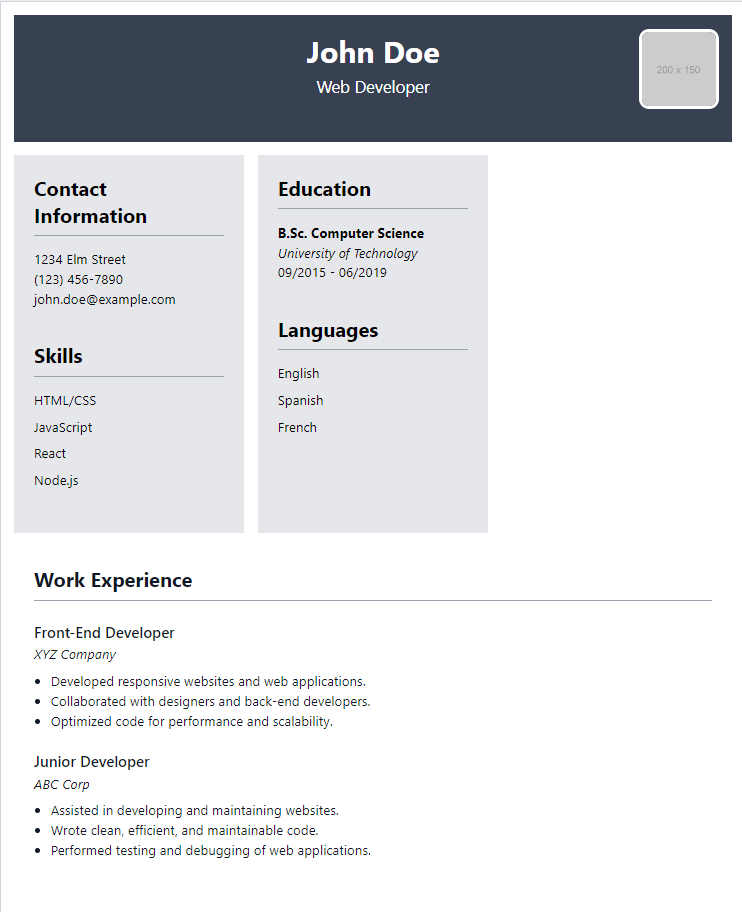 John Doe
Web Developer
200 x 150
Contact
Information
1234 Elm Street
(123) 456-7890
john.doe@example.com
Skills
HTML/CSS
JavaScript
React
Node.js
Education
B.Sc. Computer Science
University of Technology
09/2015 - 06/2019
Languages
English
Spanish
French
Work Experience
Front-End Developer
XYZ Company
• Developed responsive websites and web applications.
• Collaborated with designers and back-end developers.
• Optimized code for performance and scalability.
Junior Developer
ABC Corp
• Assisted in developing and maintaining websites.
• Wrote clean, efficient, and maintainable code.
• Performed testing and debugging of web applications.